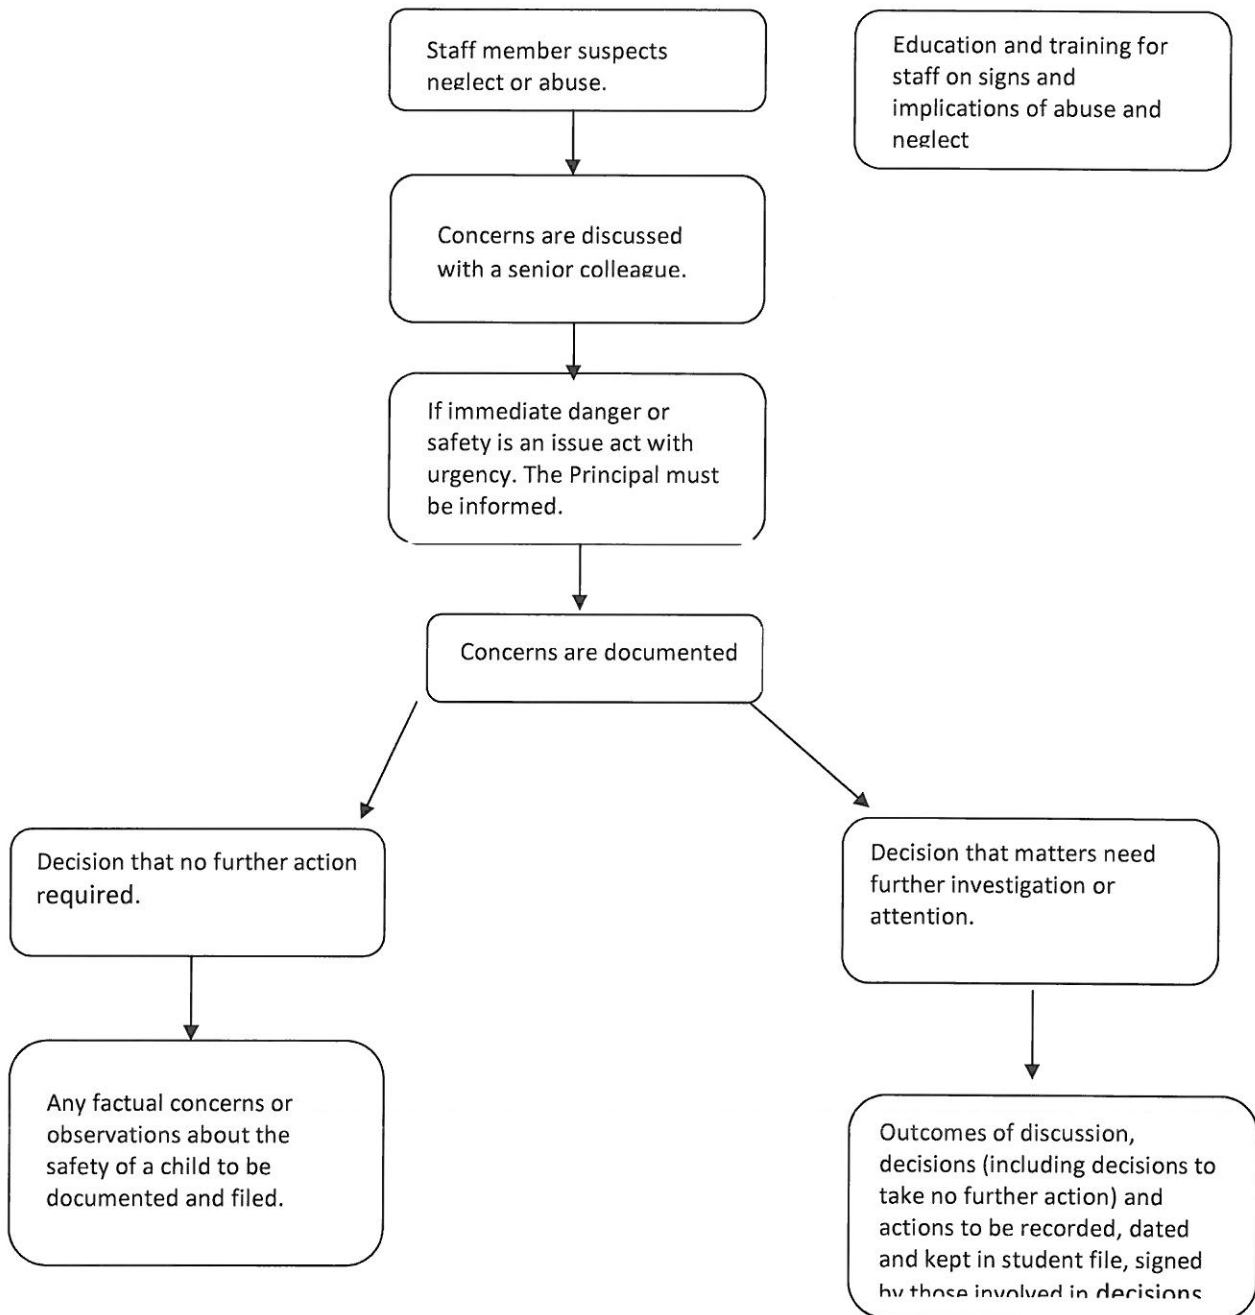 Staff member suspects
neglect or abuse.
Education and training for
staff on signs and
implications of abuse and
neglect
Concerns are discussed
with a senior colleague.
If immediate danger or
safety is an issue act with
urgency. The Principal must
be informed.
Concerns are documented
Decision that no further action
required.
Decision that matters need
further investigation or
attention.
Any factual concerns or
observations about the
safety of a child to be
documented and filed.
Outcomes of discussion,
decisions (including decisions to
take no further action) and
actions to be recorded, dated
and kept in student file, signed
by those involved in decisions